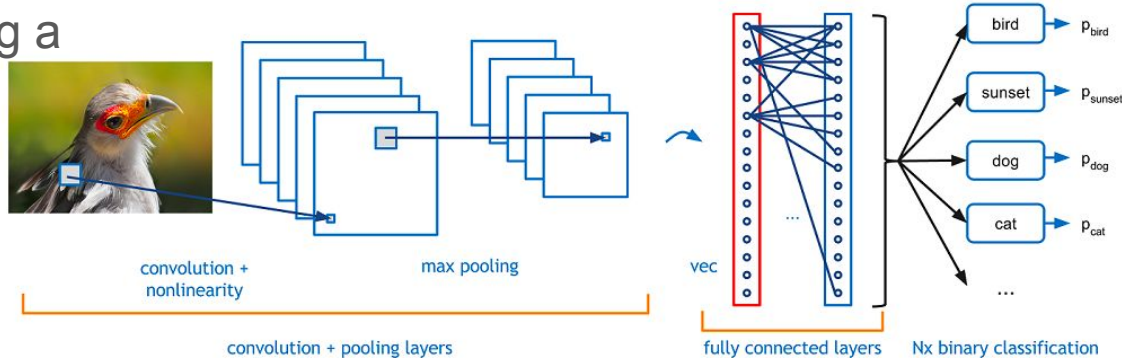 g a
bird
p_bird
sunset
p_sunset
dog
p_dog
cat
p_cat
...
...
convolution +
nonlinearity
max pooling
vec
convolution + pooling layers
fully connected layers
Nx binary classification